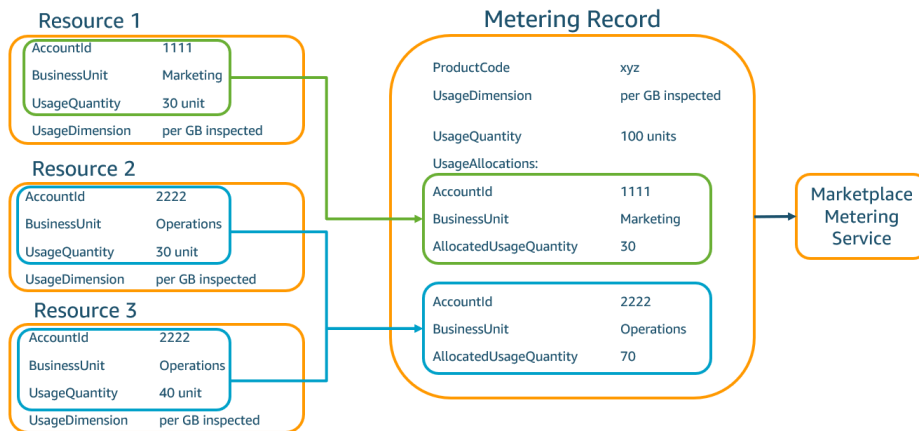 Resource 1
AccountId 1111
BusinessUnit Marketing
UsageQuantity 30 unit
UsageDimension per GB inspected
Resource 2
AccountId 2222
BusinessUnit Operations
UsageQuantity 30 unit
UsageDimension per GB inspected
Resource 3
AccountId 2222
BusinessUnit Operations
UsageQuantity 40 unit
UsageDimension per GB inspected
Metering Record
ProductCode xyz
UsageDimension per GB inspected
UsageQuantity 100 units
UsageAllocations:
AccountId 1111
BusinessUnit Marketing
AllocatedUsageQuantity 30
AccountId 2222
BusinessUnit Operations
AllocatedUsageQuantity 70
Marketplace
Metering
Service